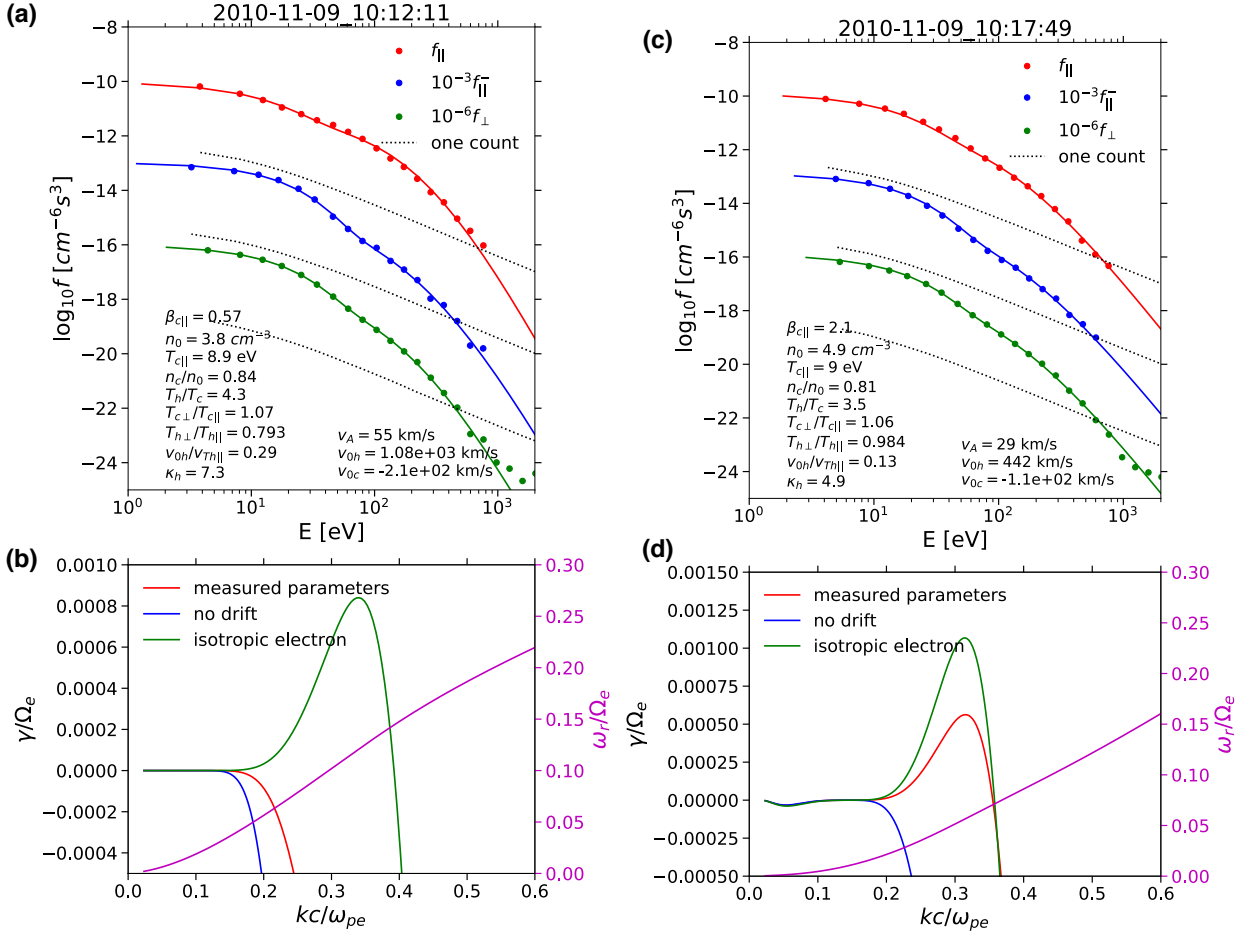 (a)
2010-11-09_10:12:11
f∥
10⁻³f∥⁻
10⁻⁶f⊥
one count
log₁₀f [cm⁻⁶s³]
−8
−10
−12
−14
−16
−18
−20
−22
−24
β_c∥ = 0.57
n₀ = 3.8 cm⁻³
T_c∥ = 8.9 eV
n_c/n₀ = 0.84
T_h/T_c = 4.3
T_c⊥/T_c∥ = 1.07
T_h⊥/T_h∥ = 0.793
v₀h/v_Th∥ = 0.29
κ_h = 7.3
v_A = 55 km/s
v₀h = 1.08e+03 km/s
v₀c = -2.1e+02 km/s
10⁰ 10¹ 10² 10³
E [eV]
(c)
2010-11-09_10:17:49
f∥
10⁻³f∥⁻
10⁻⁶f⊥
one count
log₁₀f [cm⁻⁶s³]
−8
−10
−12
−14
−16
−18
−20
−22
−24
β_c∥ = 2.1
n₀ = 4.9 cm⁻³
T_c∥ = 9 eV
n_c/n₀ = 0.81
T_h/T_c = 3.5
T_c⊥/T_c∥ = 1.06
T_h⊥/T_h∥ = 0.984
v₀h/v_Th∥ = 0.13
κ_h = 4.9
v_A = 29 km/s
v₀h = 442 km/s
v₀c = -1.1e+02 km/s
10⁰ 10¹ 10² 10³
E [eV]
(b)
measured parameters
no drift
isotropic electron
γ/Ω_e
0.0010
0.0008
0.0006
0.0004
0.0002
0.0000
−0.0002
−0.0004
ω_r/Ω_e
0.30
0.25
0.20
0.15
0.10
0.05
0.00
0.0 0.1 0.2 0.3 0.4 0.5 0.6
kc/ω_pe
(d)
measured parameters
no drift
isotropic electron
γ/Ω_e
0.00150
0.00125
0.00100
0.00075
0.00050
0.00025
0.00000
−0.00025
−0.00050
ω_r/Ω_e
0.30
0.25
0.20
0.15
0.10
0.05
0.00
0.0 0.1 0.2 0.3 0.4 0.5 0.6
kc/ω_pe